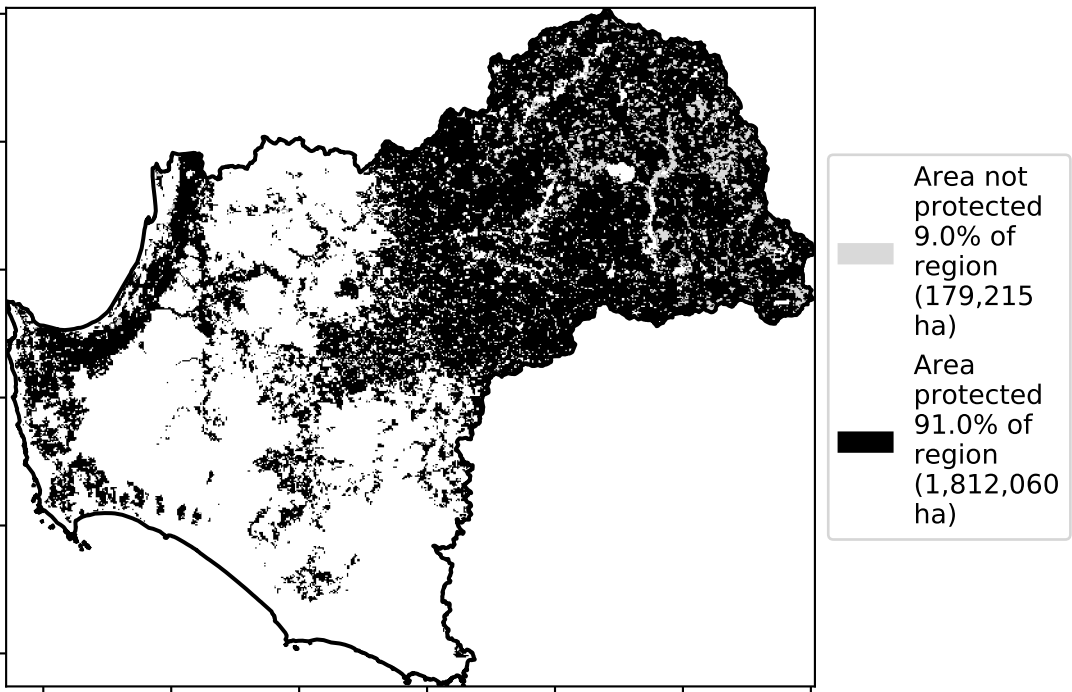 Area not
protected
9.0% of
region
(179,215
ha)
Area
protected
91.0% of
region
(1,812,060
ha)